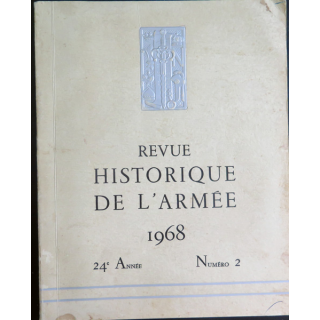 REVUE
HISTORIQUE
DE L'ARMÉE
1968
24e ANNÉE NUMÉRO 2